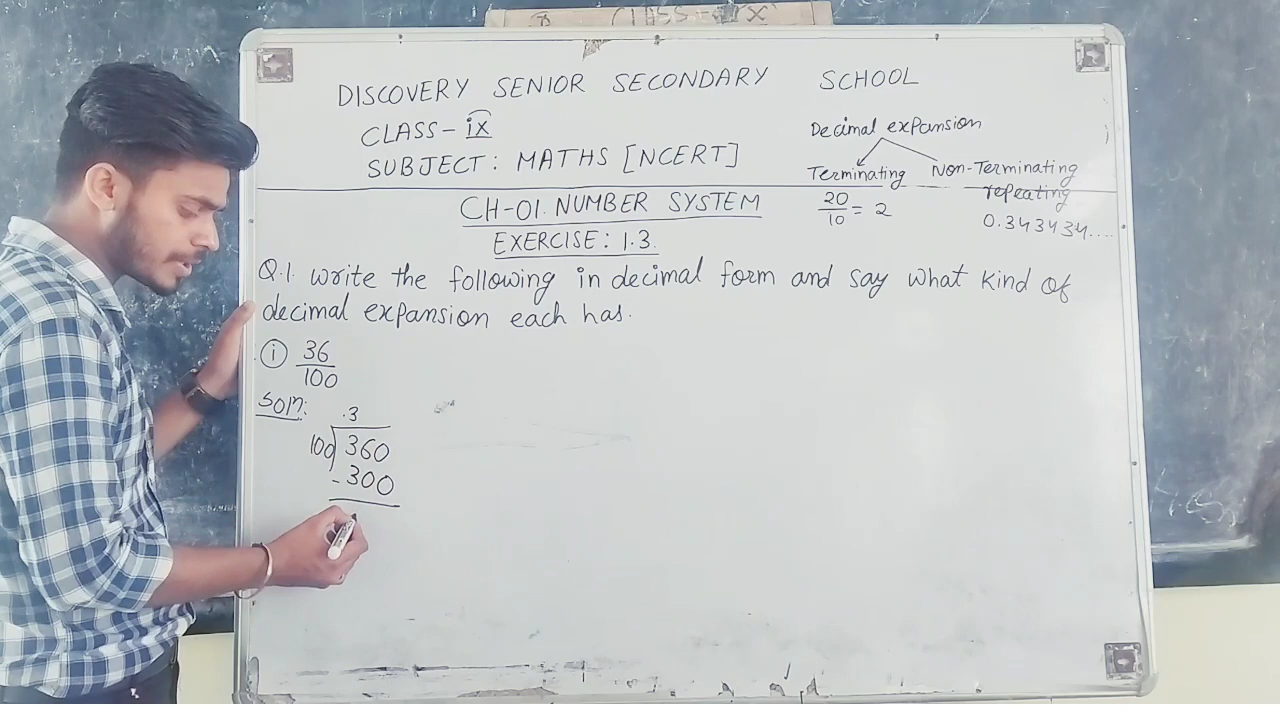 CLASS - IX
DISCOVERY SENIOR SECONDARY SCHOOL
CLASS - IX
SUBJECT : MATHS [NCERT]
Decimal expansion
Terminating Non-Terminating
repeating
20/10 = 2
0.343434....
CH-01. NUMBER SYSTEM
EXERCISE : 1.3.
Q.1. Write the following in decimal form and say what kind of
decimal expansion each has.
(i) 36/100
Soln:
.3
100)360
-300